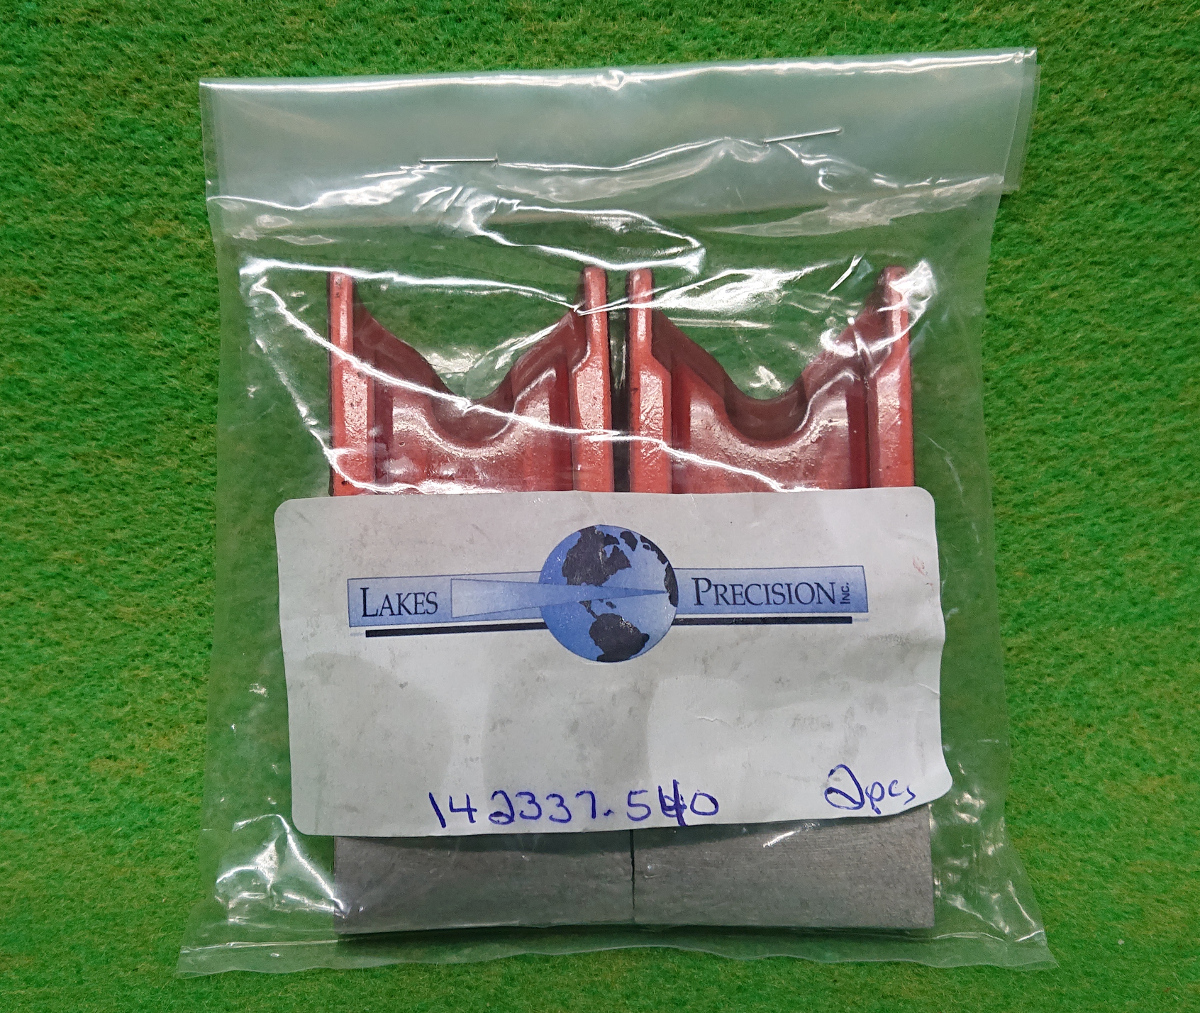 LAKES PRECISION INC.
142337.540 2pcs